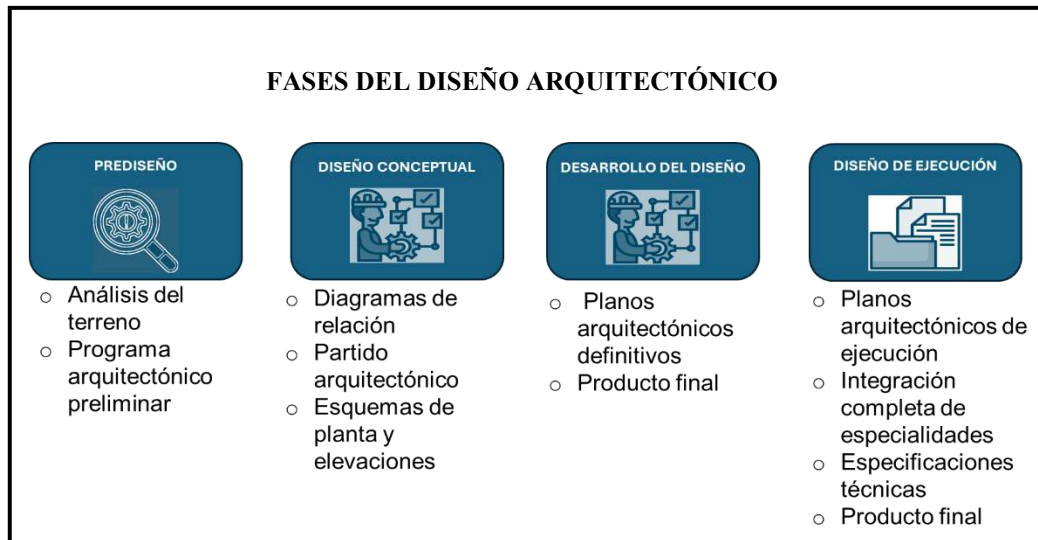 FASES DEL DISEÑO ARQUITECTÓNICO
PREDISEÑO
o Análisis del
terreno
o Programa
arquitectónico
preliminar
DISEÑO CONCEPTUAL
o Diagramas de
relación
o Partido
arquitectónico
o Esquemas de
planta y
elevaciones
DESARROLLO DEL DISEÑO
o Planos
arquitectónicos
definitivos
o Producto final
DISEÑO DE EJECUCIÓN
o Planos
arquitectónicos de
ejecución
o Integración
completa de
especialidades
o Especificaciones
técnicas
o Producto final